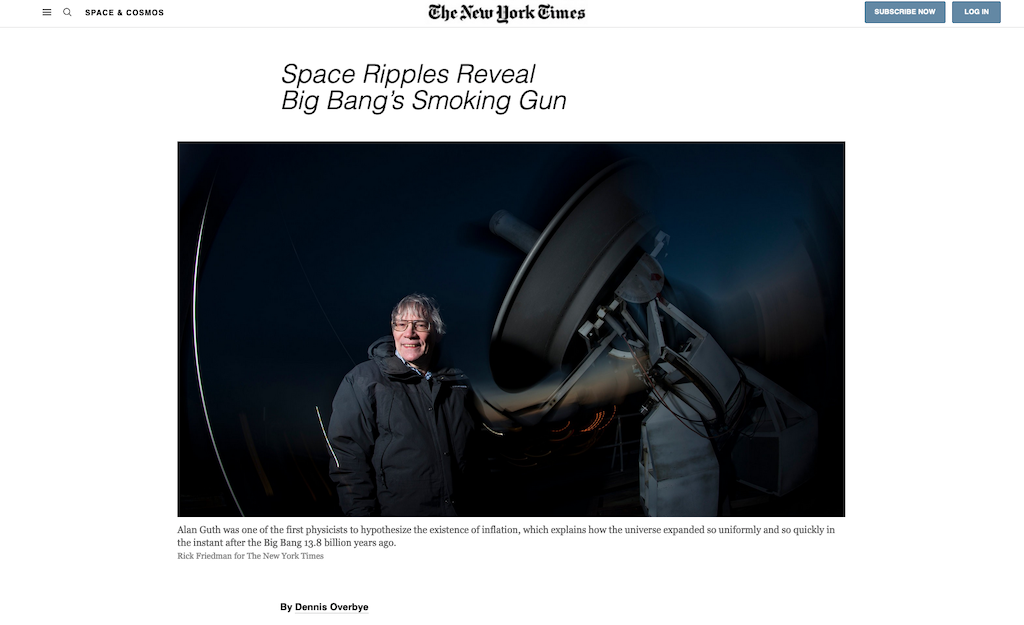 SPACE & COSMOS
The New York Times
SUBSCRIBE NOW
LOG IN
Space Ripples Reveal
Big Bang’s Smoking Gun
Alan Guth was one of the first physicists to hypothesize the existence of inflation, which explains how the universe expanded so uniformly and so quickly in
the instant after the Big Bang 13.8 billion years ago.
Rick Friedman for The New York Times
By Dennis Overbye